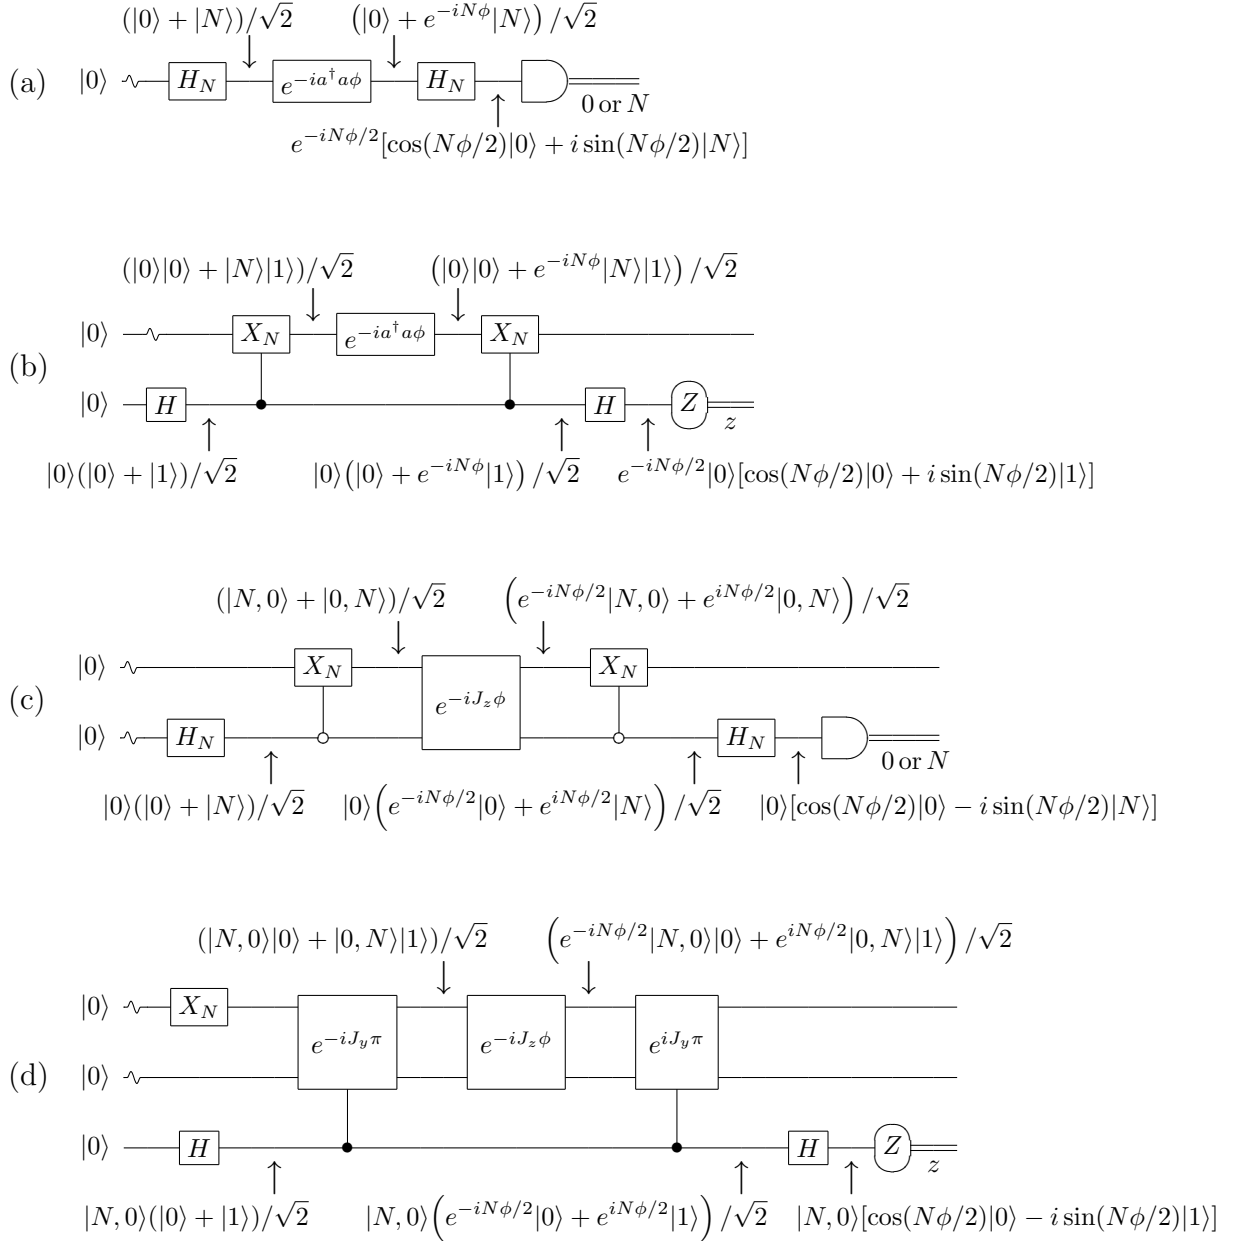 (|0⟩ + |N⟩)/√2 (|0⟩ + e^{-iNϕ}|N⟩)/√2
(a) |0⟩ H_N e^{-ia†aϕ} H_N
0 or N
e^{-iNϕ/2}[cos(Nϕ/2)|0⟩ + i sin(Nϕ/2)|N⟩]
(|0⟩|0⟩ + |N⟩|1⟩)/√2 (|0⟩|0⟩ + e^{-iNϕ}|N⟩|1⟩)/√2
|0⟩ X_N e^{-ia†aϕ} X_N
(b)
|0⟩ H H Z
z
|0⟩(|0⟩ + |1⟩)/√2 |0⟩(|0⟩ + e^{-iNϕ}|1⟩)/√2 e^{-iNϕ/2}|0⟩[cos(Nϕ/2)|0⟩ + i sin(Nϕ/2)|1⟩]
(|N,0⟩ + |0,N⟩)/√2 (e^{-iNϕ/2}|N,0⟩ + e^{iNϕ/2}|0,N⟩)/√2
|0⟩ X_N X_N
(c) e^{-iJ_zϕ}
|0⟩ H_N H_N
0 or N
|0⟩(|0⟩ + |N⟩)/√2 |0⟩(e^{-iNϕ/2}|0⟩ + e^{iNϕ/2}|N⟩)/√2 |0⟩[cos(Nϕ/2)|0⟩ − i sin(Nϕ/2)|N⟩]
(|N,0⟩|0⟩ + |0,N⟩|1⟩)/√2 (e^{-iNϕ/2}|N,0⟩|0⟩ + e^{iNϕ/2}|0,N⟩|1⟩)/√2
|0⟩ X_N
e^{-iJ_yπ} e^{-iJ_zϕ} e^{iJ_yπ}
(d) |0⟩
|0⟩ H H Z
z
|N,0⟩(|0⟩ + |1⟩)/√2 |N,0⟩(e^{-iNϕ/2}|0⟩ + e^{iNϕ/2}|1⟩)/√2 |N,0⟩[cos(Nϕ/2)|0⟩ − i sin(Nϕ/2)|1⟩]